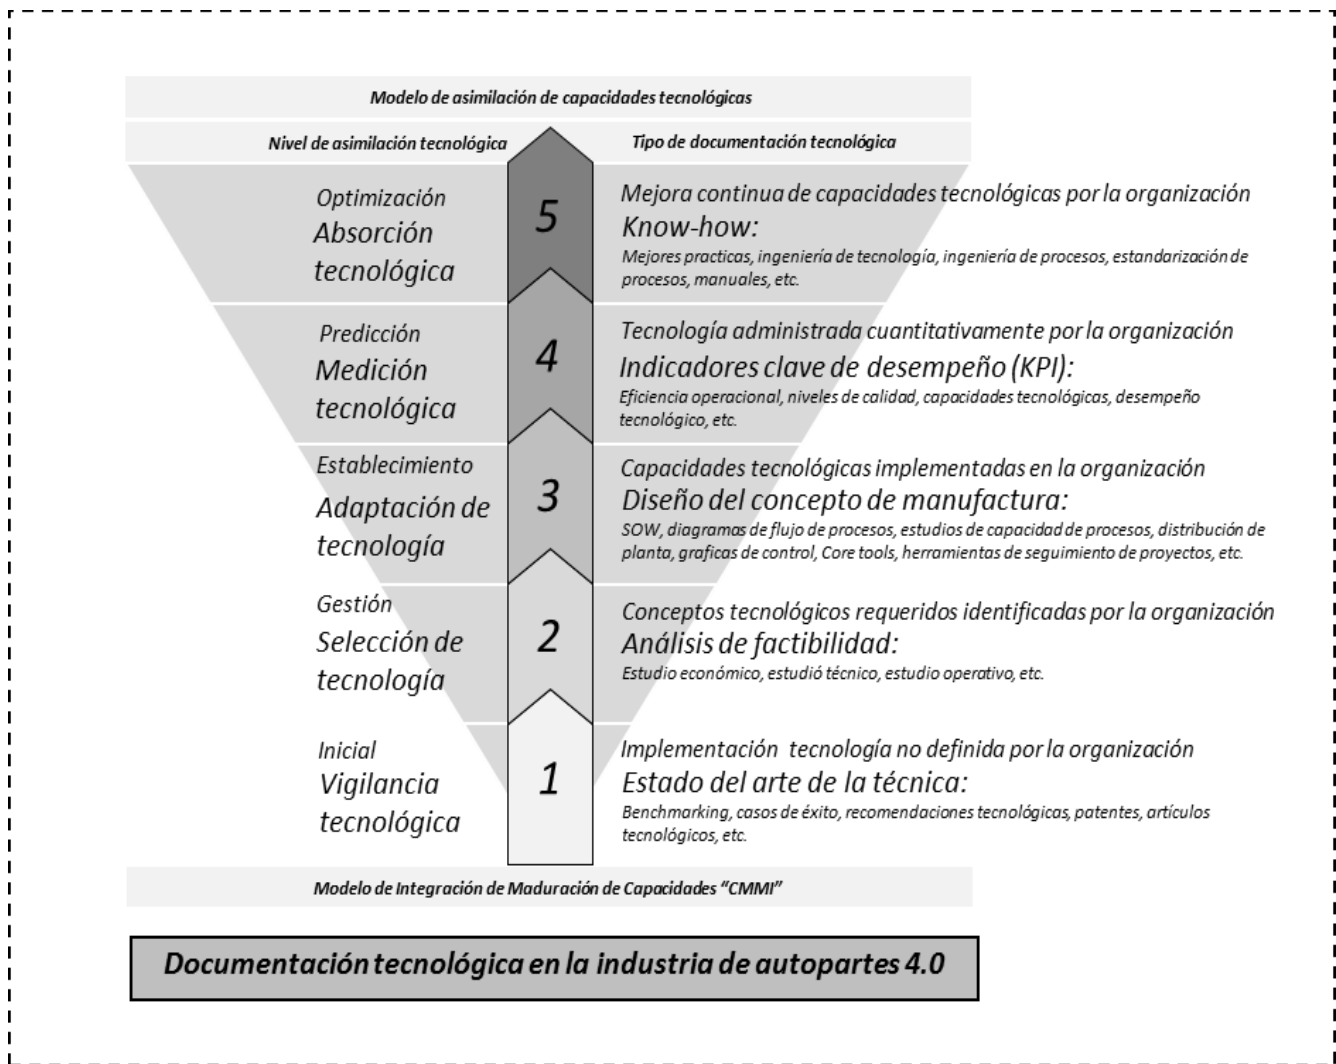 Modelo de asimilación de capacidades tecnológicas
Nivel de asimilación tecnológica
Tipo de documentación tecnológica
Optimización
Absorción
tecnológica
5
Mejora continua de capacidades tecnológicas por la organización
Know-how:
Mejores practicas, ingeniería de tecnología, ingeniería de procesos, estandarización de
procesos, manuales, etc.
Predicción
Medición
tecnológica
4
Tecnología administrada cuantitativamente por la organización
Indicadores clave de desempeño (KPI):
Eficiencia operacional, niveles de calidad, capacidades tecnológicas, desempeño
tecnológico, etc.
Establecimiento
Adaptación de
tecnología
3
Capacidades tecnológicas implementadas en la organización
Diseño del concepto de manufactura:
SOW, diagramas de flujo de procesos, estudios de capacidad de procesos, distribución de
planta, graficas de control, Core tools, herramientas de seguimiento de proyectos, etc.
Gestión
Selección de
tecnología
2
Conceptos tecnológicos requeridos identificadas por la organización
Análisis de factibilidad:
Estudio económico, estudió técnico, estudio operativo, etc.
Inicial
Vigilancia
tecnológica
1
Implementación tecnología no definida por la organización
Estado del arte de la técnica:
Benchmarking, casos de éxito, recomendaciones tecnológicas, patentes, artículos
tecnológicos, etc.
Modelo de Integración de Maduración de Capacidades “CMMI”
Documentación tecnológica en la industria de autopartes 4.0